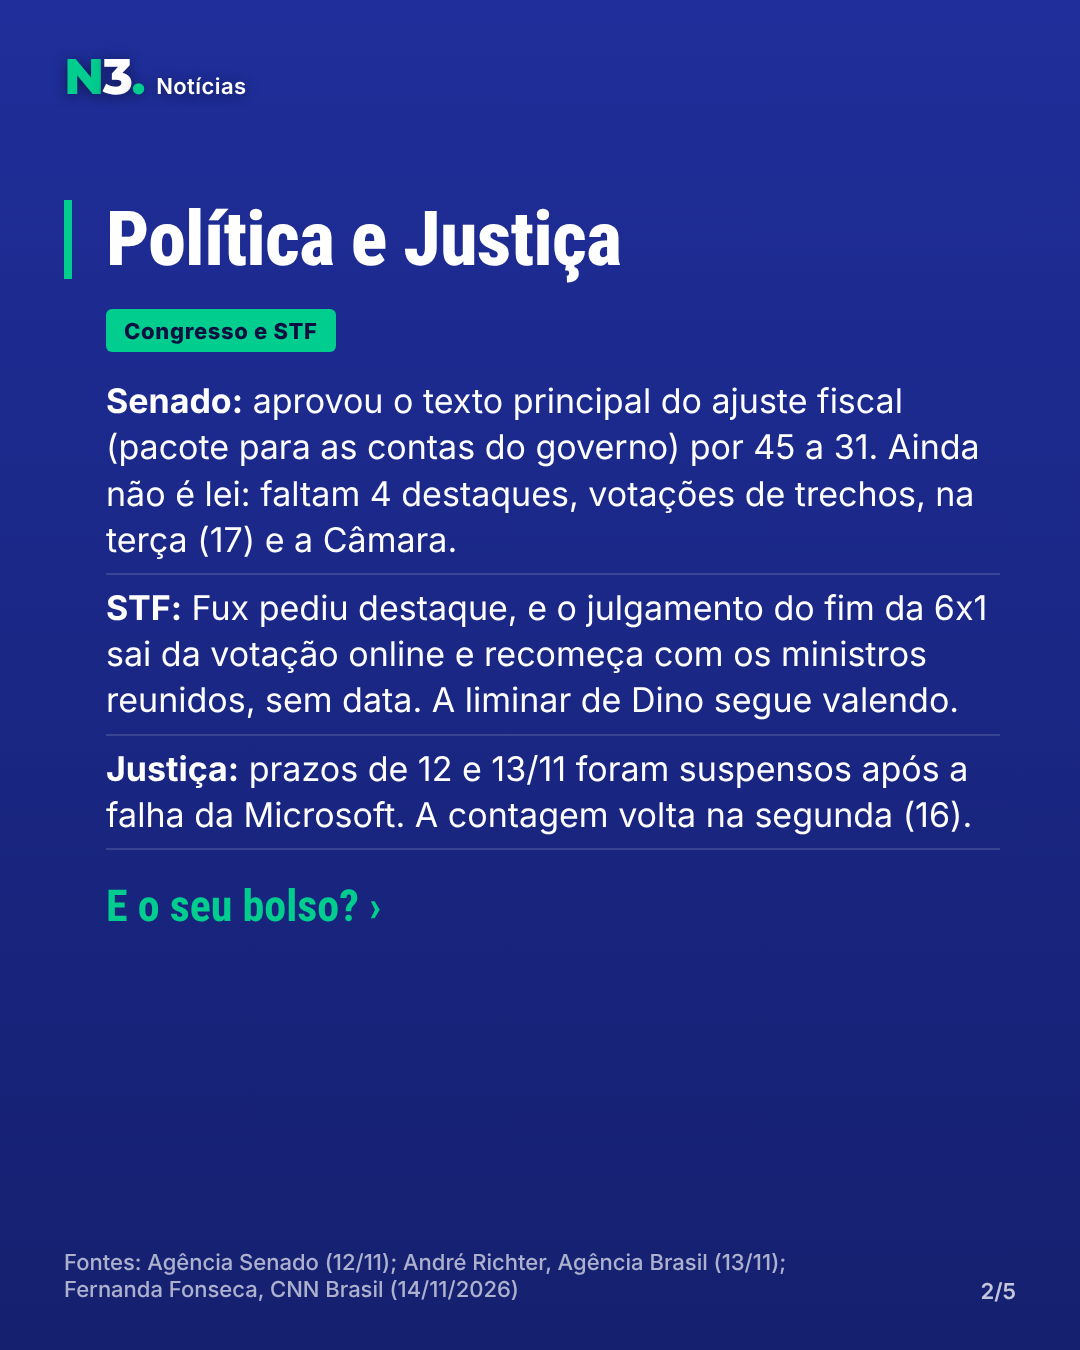 N3. Notícias
Política e Justiça
Congresso e STF
Senado: aprovou o texto principal do ajuste fiscal
(pacote para as contas do governo) por 45 a 31. Ainda
não é lei: faltam 4 destaques, votações de trechos, na
terça (17) e a Câmara.
STF: Fux pediu destaque, e o julgamento do fim da 6x1
sai da votação online e recomeça com os ministros
reunidos, sem data. A liminar de Dino segue valendo.
Justiça: prazos de 12 e 13/11 foram suspensos após a
falha da Microsoft. A contagem volta na segunda (16).
E o seu bolso? ›
Fontes: Agência Senado (12/11); André Richter, Agência Brasil (13/11);
Fernanda Fonseca, CNN Brasil (14/11/2026)
2/5